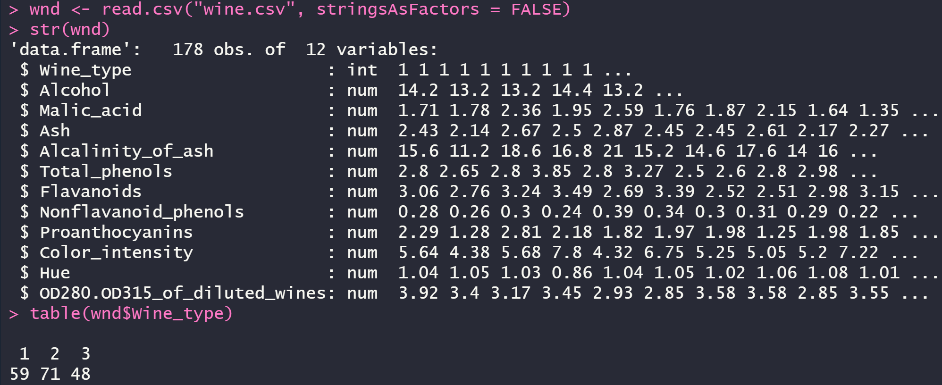 > wnd <- read.csv("wine.csv", stringsAsFactors = FALSE)
> str(wnd)
'data.frame':   178 obs. of  12 variables:
 $ Wine_type                   : int  1 1 1 1 1 1 1 1 1 1 ...
 $ Alcohol                     : num  14.2 13.2 13.2 14.4 13.2 ...
 $ Malic_acid                  : num  1.71 1.78 2.36 1.95 2.59 1.76 1.87 2.15 1.64 1.35 ...
 $ Ash                         : num  2.43 2.14 2.67 2.5 2.87 2.45 2.45 2.61 2.17 2.27 ...
 $ Alcalinity_of_ash           : num  15.6 11.2 18.6 16.8 21 15.2 14.6 17.6 14 16 ...
 $ Total_phenols               : num  2.8 2.65 2.8 3.85 2.8 3.27 2.5 2.6 2.8 2.98 ...
 $ Flavanoids                  : num  3.06 2.76 3.24 3.49 2.69 3.39 2.52 2.51 2.98 3.15 ...
 $ Nonflavanoid_phenols        : num  0.28 0.26 0.3 0.24 0.39 0.34 0.3 0.31 0.29 0.22 ...
 $ Proanthocyanins             : num  2.29 1.28 2.81 2.18 1.82 1.97 1.98 1.25 1.98 1.85 ...
 $ Color_intensity             : num  5.64 4.38 5.68 7.8 4.32 6.75 5.25 5.05 5.2 7.22 ...
 $ Hue                         : num  1.04 1.05 1.03 0.86 1.04 1.05 1.02 1.06 1.08 1.01 ...
 $ OD280.OD315_of_diluted_wines: num  3.92 3.4 3.17 3.45 2.93 2.85 3.58 3.58 2.85 3.55 ...
> table(wnd$Wine_type)
 1  2  3
59 71 48